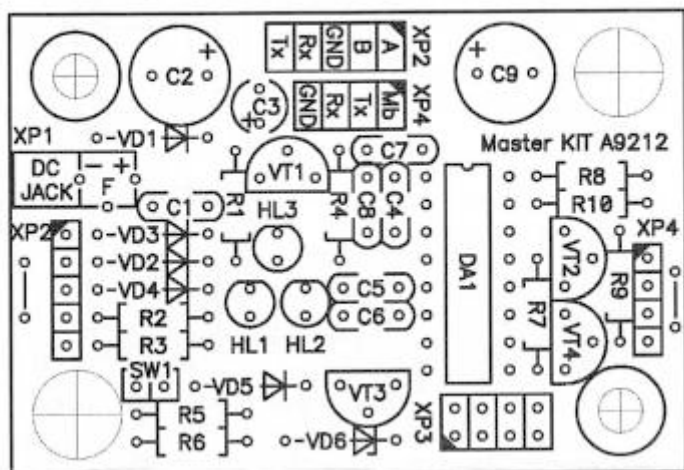 Tx Rx GND B A XP2
GND Rx Tx Mb XP4
C2
C3
C9
XP1
VD1
Master KIT A9212
DC
JACK
- +
F
C1
R1
VT1
R4
C7
C8
C4
R8
R10
HL3
XP2
VD3
VD2
VD4
R2
R3
HL1
HL2
C5
C6
DA1
VT2
R9
XP4
R7
VT4
SW1
VD5
VT3
XP3
R5
R6
VD6